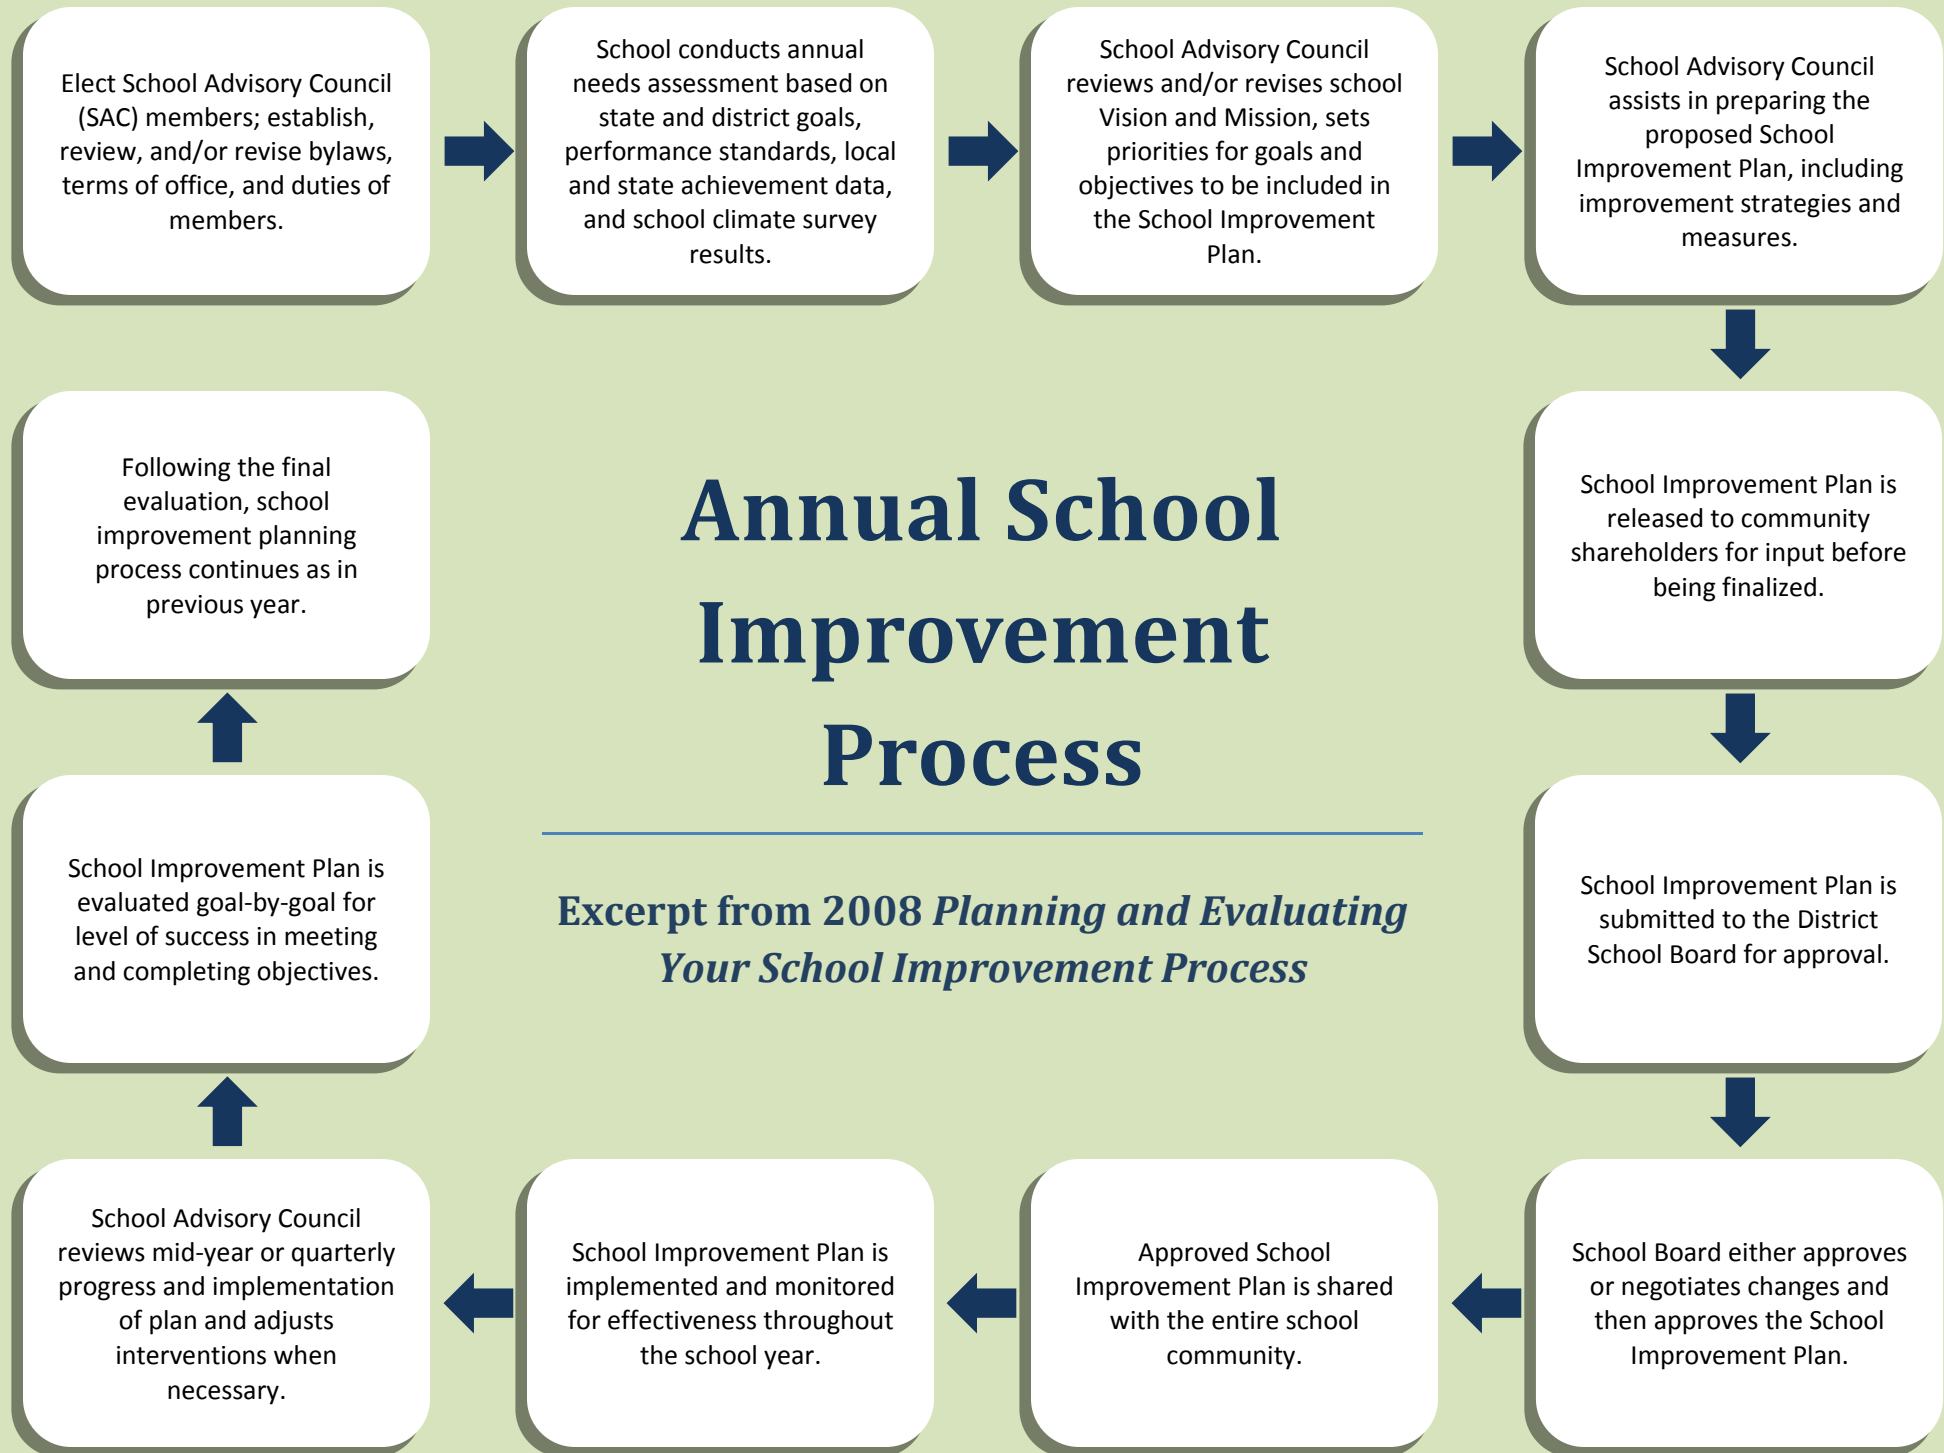 Elect School Advisory Council
(SAC) members; establish,
review, and/or revise bylaws,
terms of office, and duties of
members.
School conducts annual
needs assessment based on
state and district goals,
performance standards, local
and state achievement data,
and school climate survey
results.
School Advisory Council
reviews and/or revises school
Vision and Mission, sets
priorities for goals and
objectives to be included in
the School Improvement
Plan.
School Advisory Council
assists in preparing the
proposed School
Improvement Plan, including
improvement strategies and
measures.
School Improvement Plan is
released to community
shareholders for input before
being finalized.
School Improvement Plan is
submitted to the District
School Board for approval.
School Board either approves
or negotiates changes and
then approves the School
Improvement Plan.
Approved School
Improvement Plan is shared
with the entire school
community.
School Improvement Plan is
implemented and monitored
for effectiveness throughout
the school year.
School Advisory Council
reviews mid-year or quarterly
progress and implementation
of plan and adjusts
interventions when
necessary.
School Improvement Plan is
evaluated goal-by-goal for
level of success in meeting
and completing objectives.
Following the final
evaluation, school
improvement planning
process continues as in
previous year.
Annual School
Improvement
Process
Excerpt from 2008 Planning and Evaluating
Your School Improvement Process